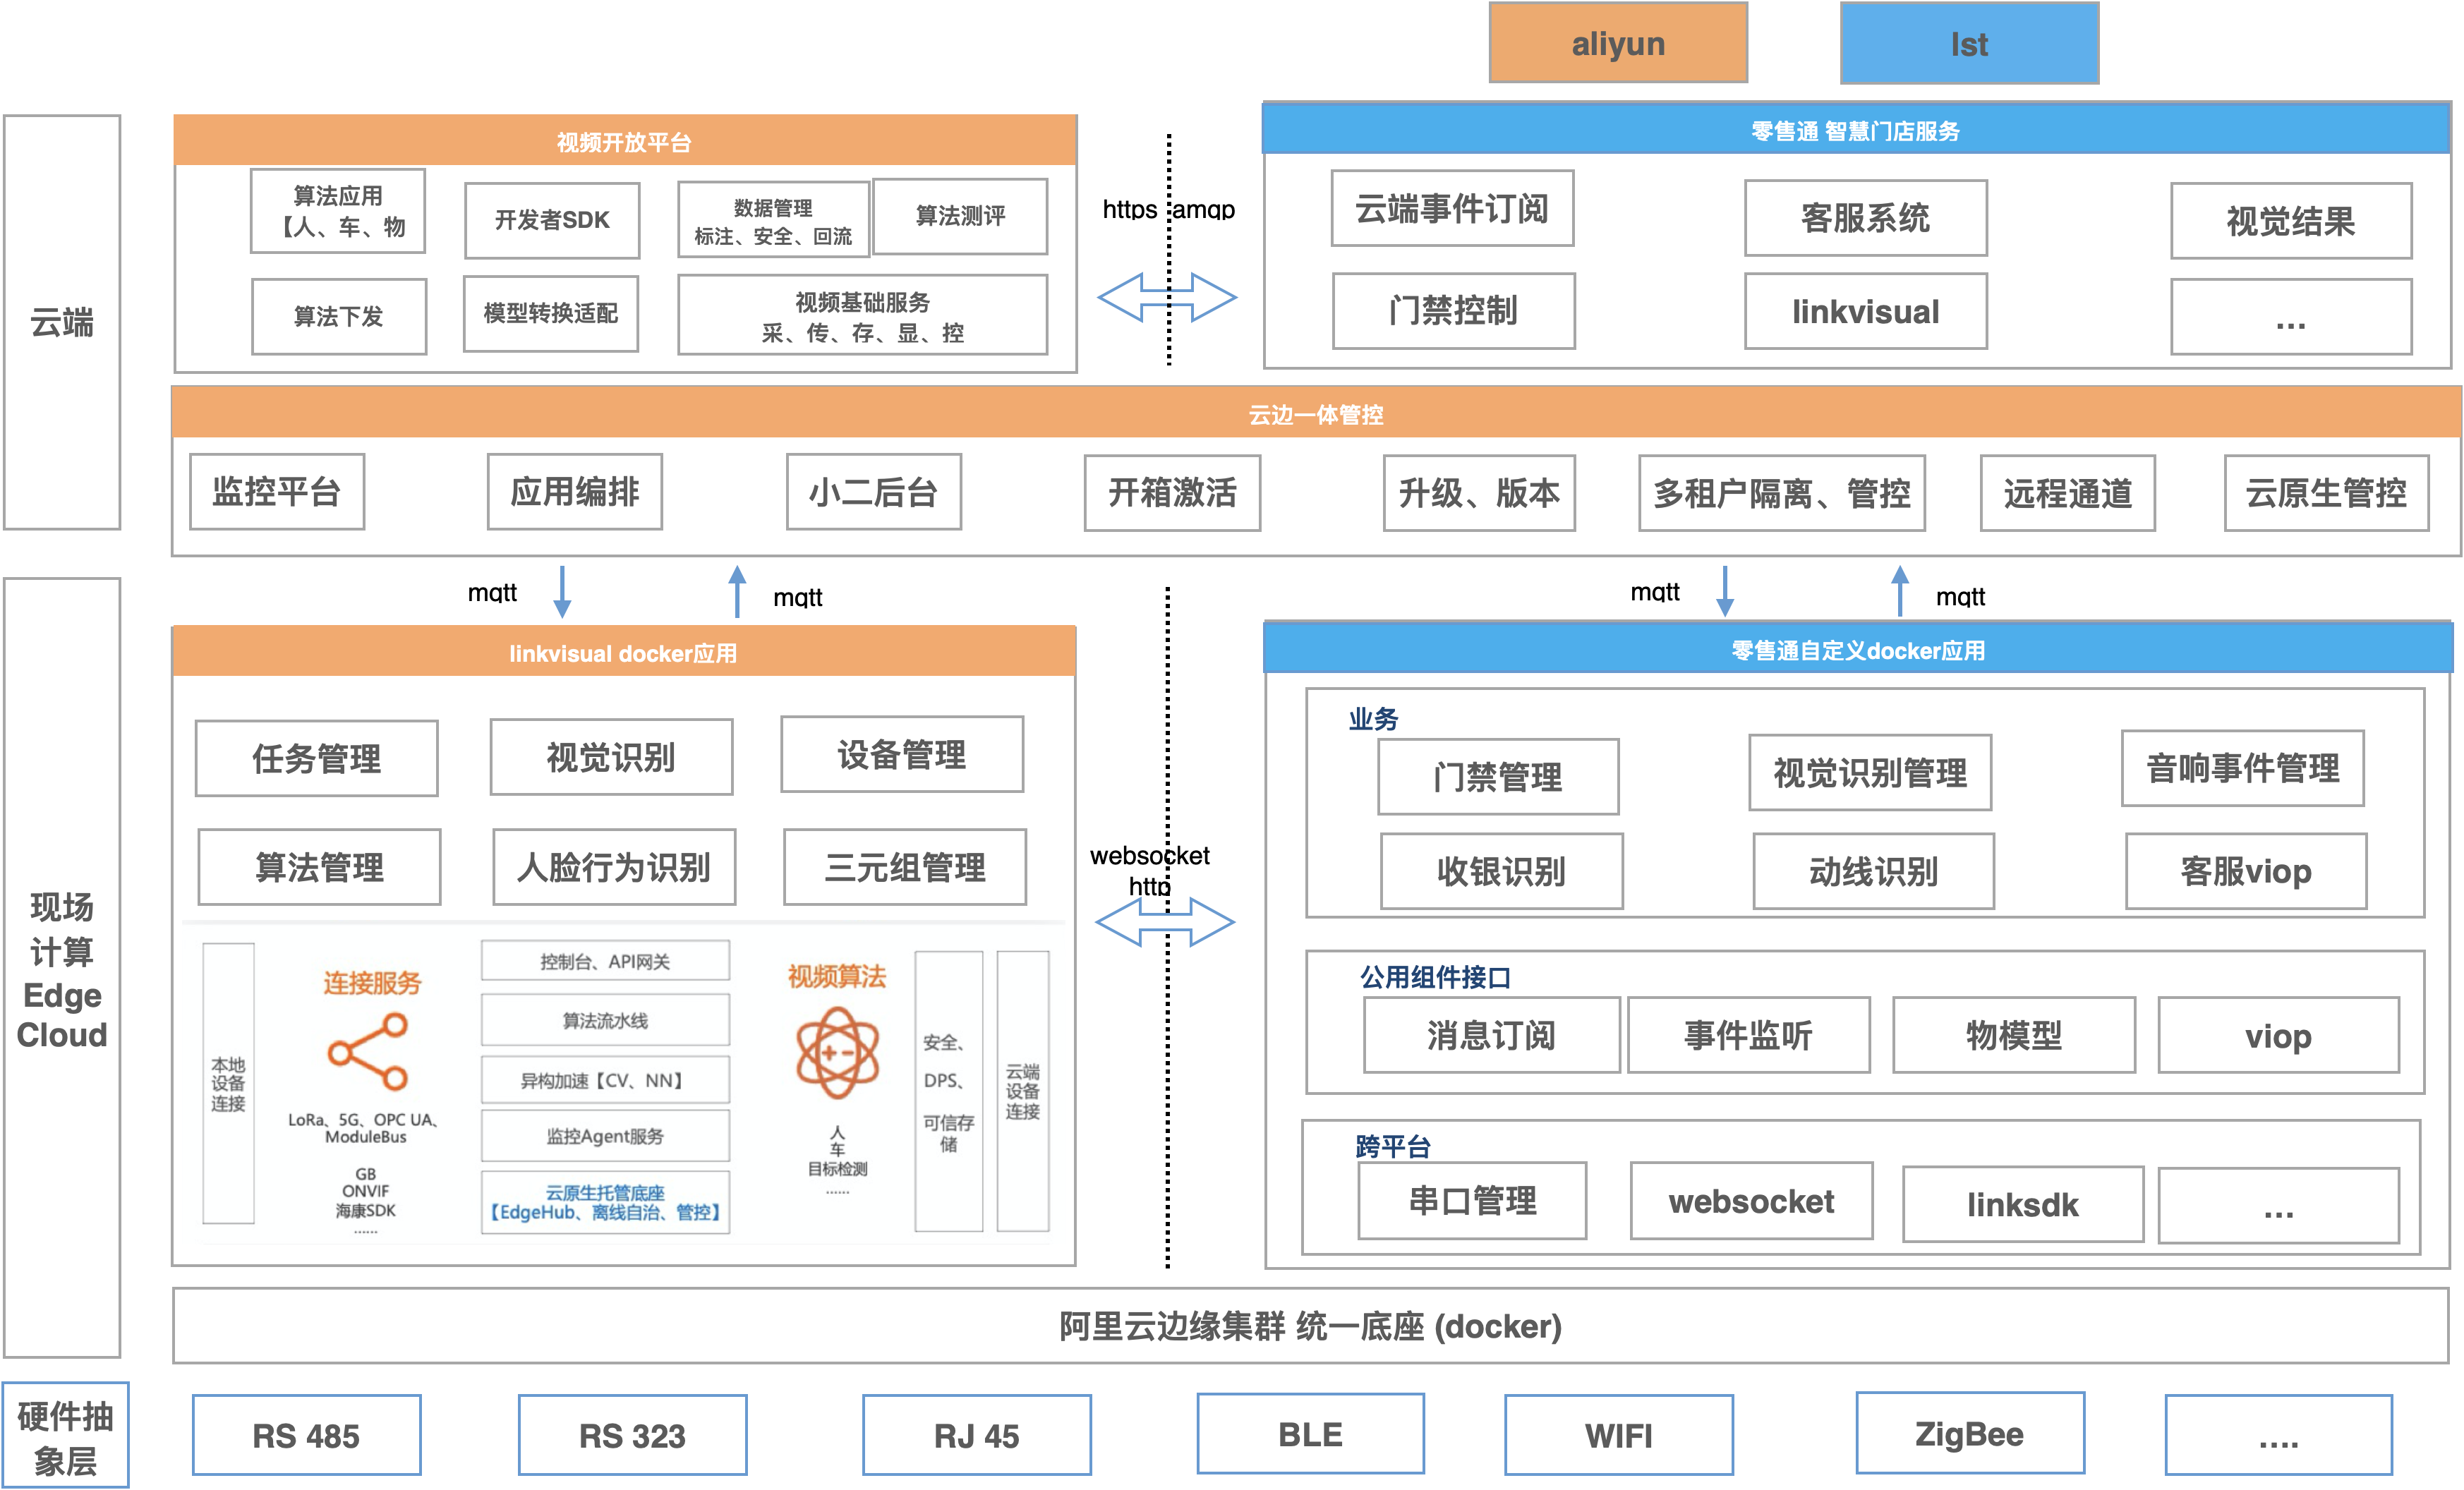 aliyun
lst
云端
视频开放平台
算法应用
【人、车、物
开发者SDK
数据管理
标注、安全、回流
算法测评
算法下发
模型转换适配
视频基础服务
采、传、存、显、控
https
amqp
零售通 智慧门店服务
云端事件订阅
客服系统
视觉结果
门禁控制
linkvisual
...
云边一体管控
监控平台
应用编排
小二后台
开箱激活
升级、版本
多租户隔离、管控
远程通道
云原生管控
mqtt
mqtt
mqtt
mqtt
现场
计算
Edge
Cloud
linkvisual docker应用
任务管理
视觉识别
设备管理
算法管理
人脸行为识别
三元组管理
本地
设备
连接
连接服务
LoRa、5G、OPC UA、
ModuleBus
GB
ONVIF
海康SDK
......
控制台、API网关
算法流水线
异构加速【CV、NN】
监控Agent服务
云原生托管底座
【EdgeHub、离线自治、管控】
视频算法
人
车
目标检测
......
安全、
DPS、
可信存
储
云端
设备
连接
websocket
http
零售通自定义docker应用
业务
门禁管理
视觉识别管理
音响事件管理
收银识别
动线识别
客服viop
公用组件接口
消息订阅
事件监听
物模型
viop
跨平台
串口管理
websocket
linksdk
...
阿里云边缘集群 统一底座 (docker)
硬件抽
象层
RS 485
RS 323
RJ 45
BLE
WIFI
ZigBee
....